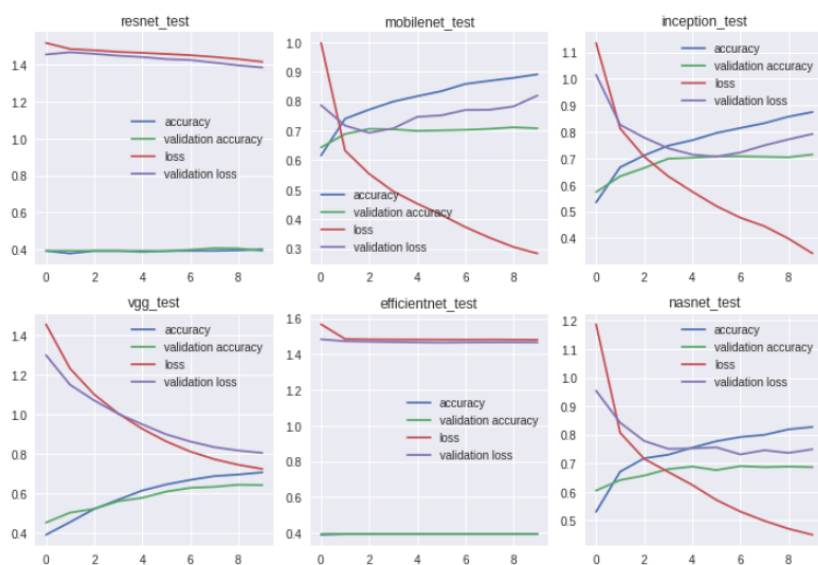 resnet_test
1.4
1.2
1.0
0.8
0.6
0.4
0 2 4 6 8
accuracy
validation accuracy
loss
validation loss
mobilenet_test
1.0
0.9
0.8
0.7
0.6
0.5
0.4
0.3
0 2 4 6 8
accuracy
validation accuracy
loss
validation loss
inception_test
1.1
1.0
0.9
0.8
0.7
0.6
0.5
0.4
0 2 4 6 8
accuracy
validation accuracy
loss
validation loss
vgg_test
1.4
1.2
1.0
0.8
0.6
0.4
0 2 4 6 8
accuracy
validation accuracy
loss
validation loss
efficientnet_test
1.6
1.4
1.2
1.0
0.8
0.6
0.4
0 2 4 6 8
accuracy
validation accuracy
loss
validation loss
nasnet_test
1.2
1.1
1.0
0.9
0.8
0.7
0.6
0.5
0 2 4 6 8
accuracy
validation accuracy
loss
validation loss